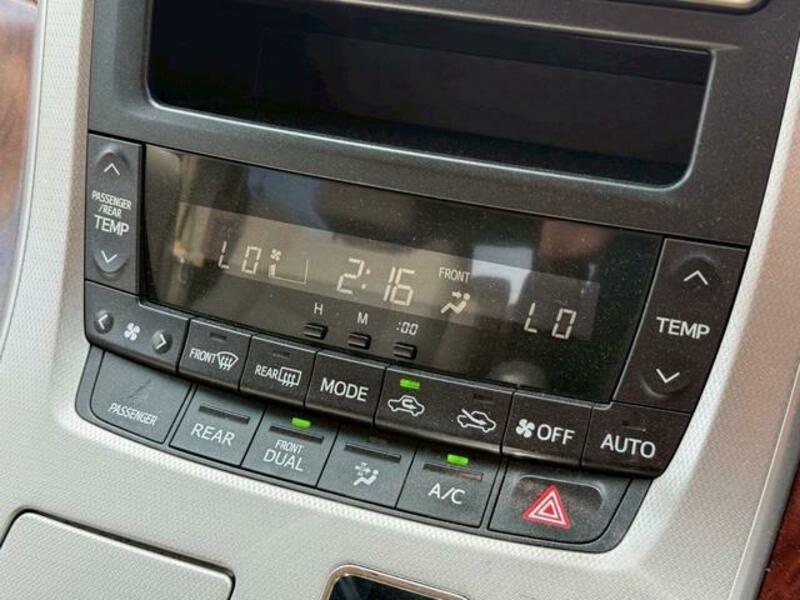 PASSENGER
/REAR
TEMP
LO
2:16
FRONT
LO
H
M
:00
TEMP
FRONT
REAR
MODE
OFF
AUTO
PASSENGER
REAR
FRONT
DUAL
A/C